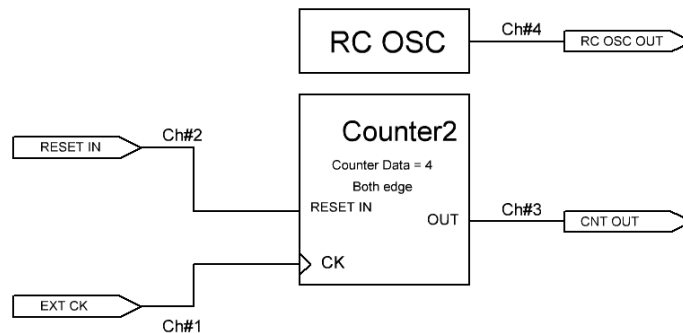 RC OSC
Ch#4
RC OSC OUT
Counter2
Counter Data = 4
Both edge
Ch#2
RESET IN
RESET IN
OUT
Ch#3
CNT OUT
CK
EXT CK
Ch#1